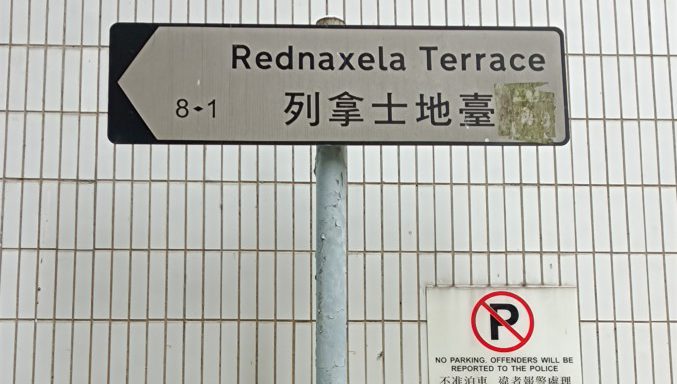 Rednaxela Terrace
8 1
列拿士地臺
P
NO PARKING. OFFENDERS WILL BE
REPORTED TO THE POLICE
不准泊車 違者報警處理